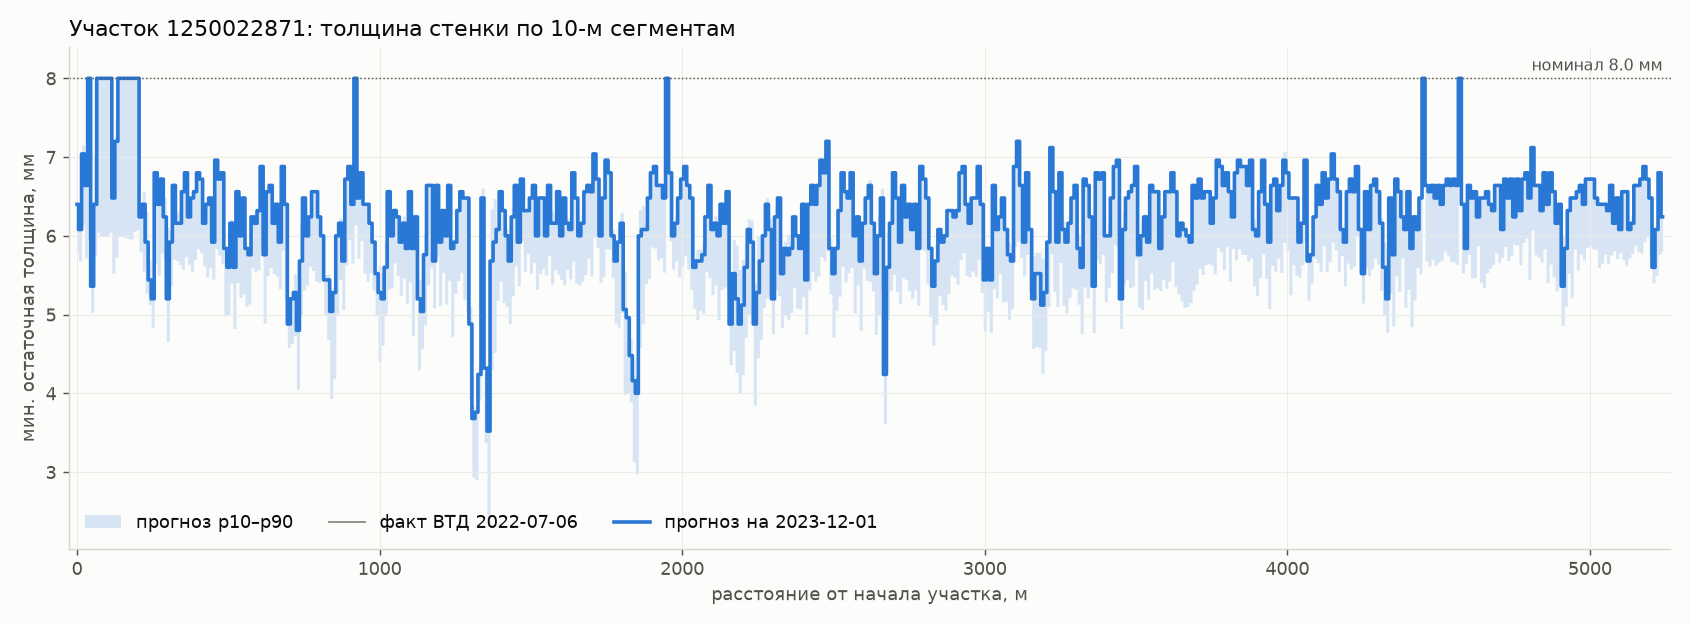 Участок 1250022871: толщина стенки по 10-м сегментам
номинал 8.0 мм
8
7
6
5
4
3
мин. остаточная толщина, мм
прогноз p10–p90
факт ВТД 2022-07-06
прогноз на 2023-12-01
0 1000 2000 3000 4000 5000
расстояние от начала участка, м